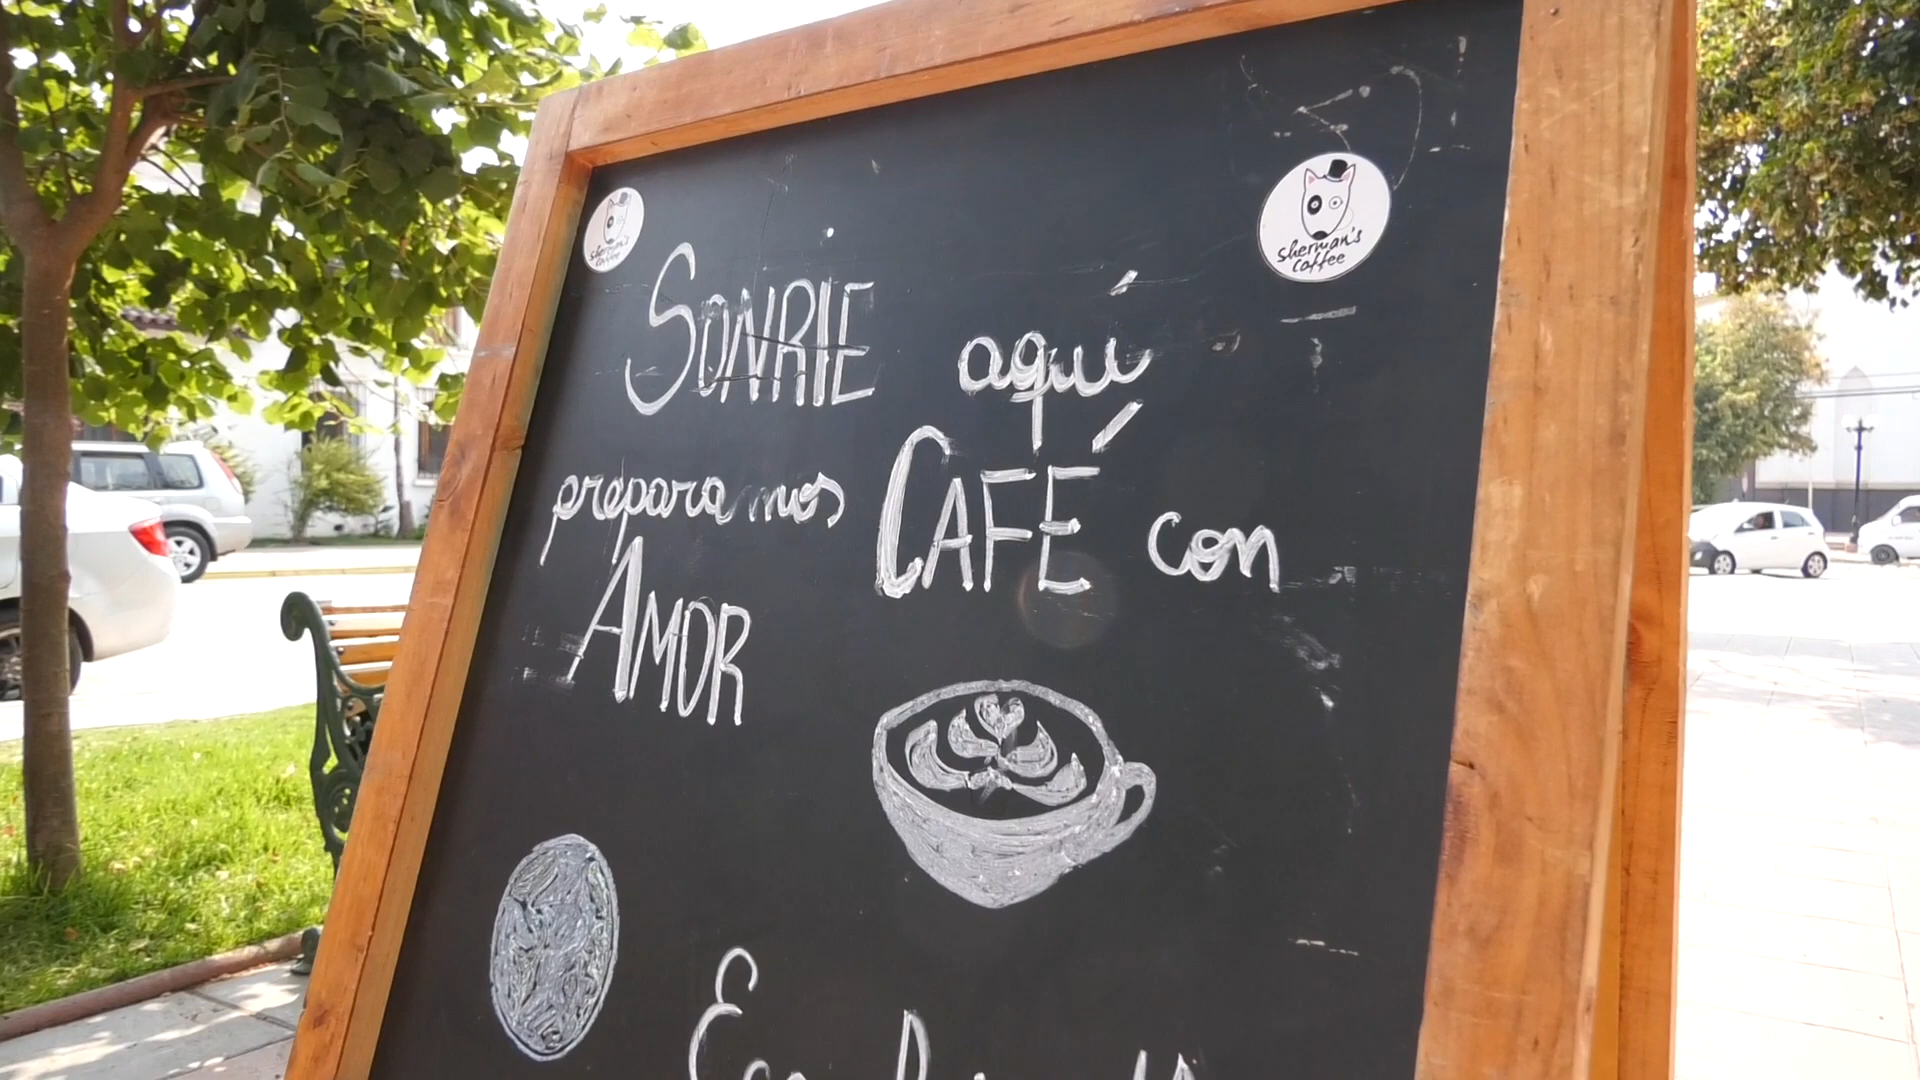 sherman's
coffee
sherman's
coffee
SONRIE aquí
preparamos CAFÉ con
AMOR